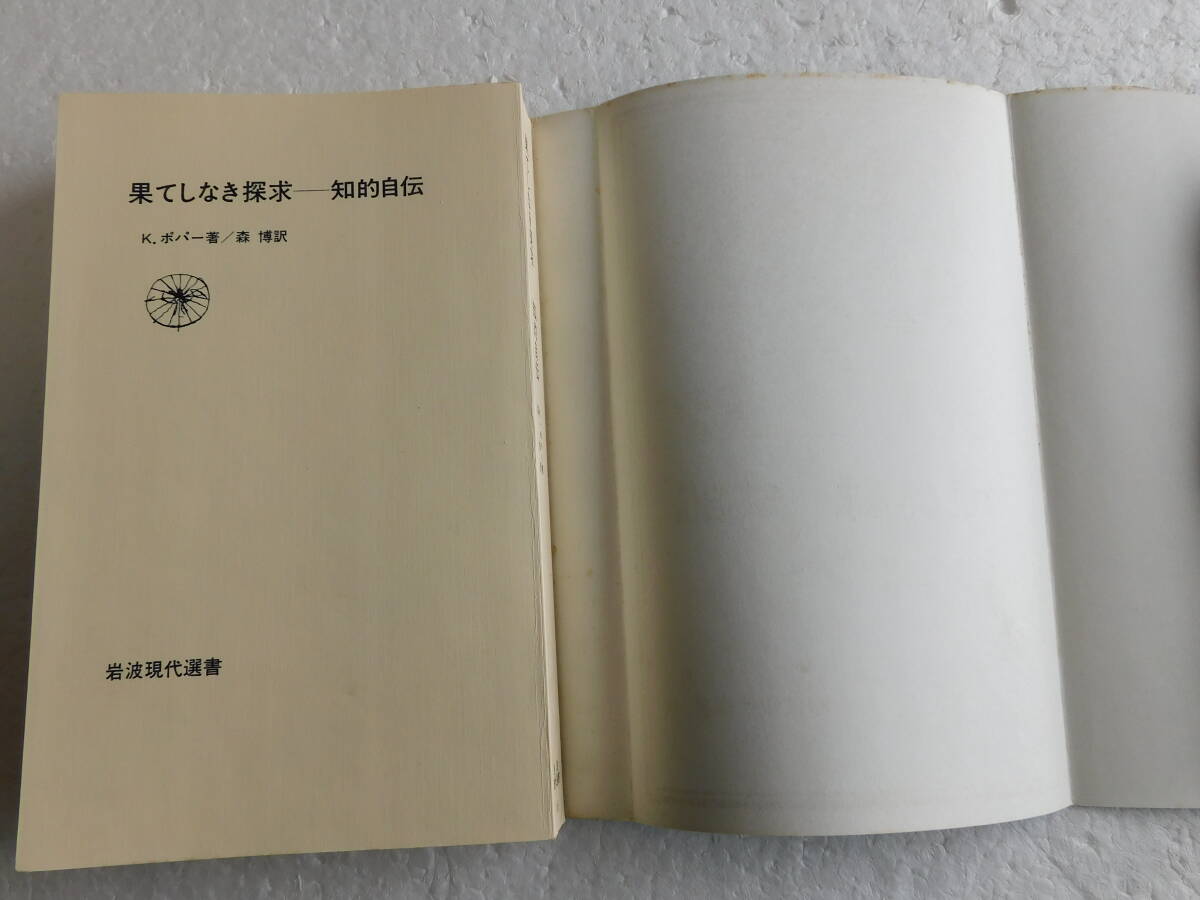 果てしなき探求——知的自伝
K. ポパー著／森 博訳
岩波現代選書